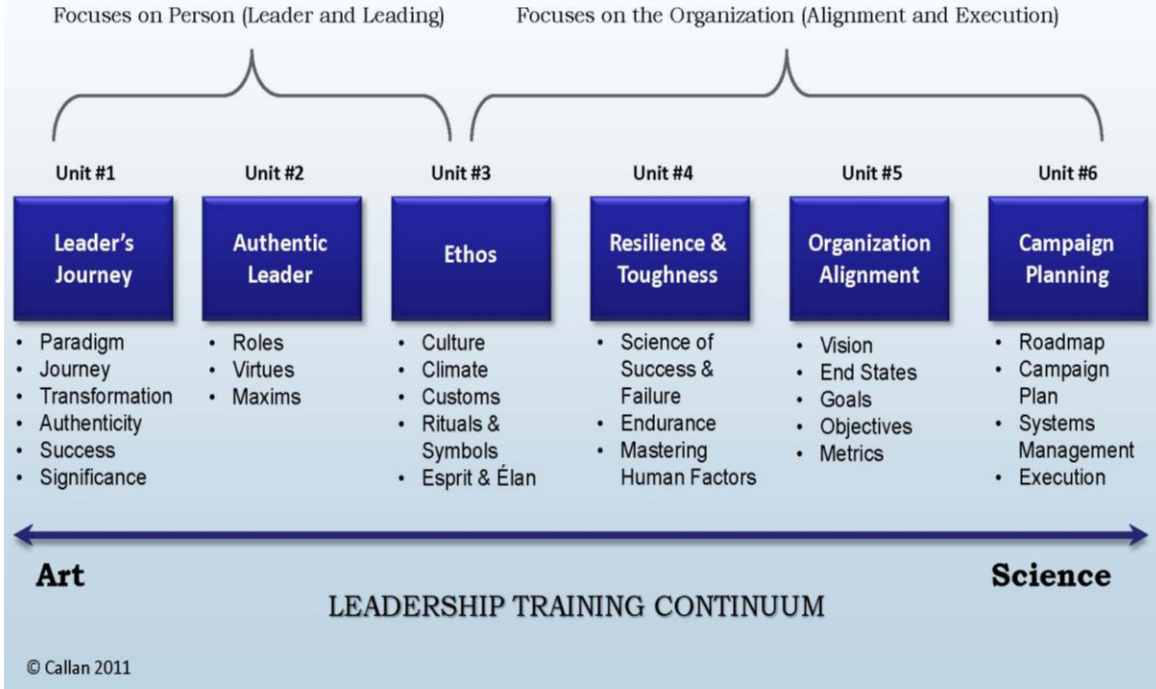 Focuses on Person (Leader and Leading)
Focuses on the Organization (Alignment and Execution)
Unit #1
Leader's
Journey
• Paradigm
• Journey
• Transformation
• Authenticity
• Success
• Significance
Unit #2
Authentic
Leader
• Roles
• Virtues
• Maxims
Unit #3
Ethos
• Culture
• Climate
• Customs
• Rituals &
Symbols
• Esprit & Élan
Unit #4
Resilience &
Toughness
• Science of
Success &
Failure
• Endurance
• Mastering
Human Factors
Unit #5
Organization
Alignment
• Vision
• End States
• Goals
• Objectives
• Metrics
Unit #6
Campaign
Planning
• Roadmap
• Campaign
Plan
• Systems
Management
• Execution
Art
Science
LEADERSHIP TRAINING CONTINUUM
© Callan 2011